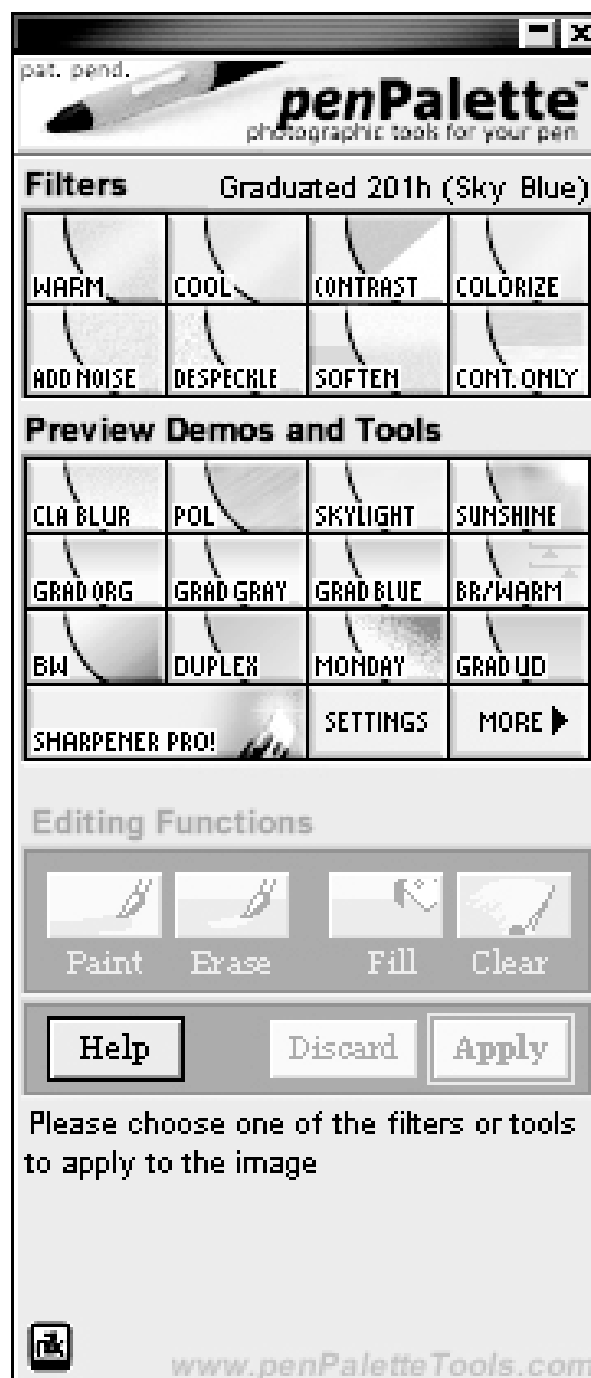 pat. pend.
penPalette™
photographic tools for your pen
Filters Graduated 201h (Sky Blue)
WARM COOL CONTRAST COLORIZE
ADD NOISE DESPECKLE SOFTEN CONT. ONLY
Preview Demos and Tools
CLA BLUR POL SKYLIGHT SUNSHINE
GRAD ORG GRAD GRAY GRAD BLUE BR/WARM
BW DUPLEX MONDAY GRAD UD
SHARPENER PRO! SETTINGS MORE
Editing Functions
Paint Erase Fill Clear
Help Discard Apply
Please choose one of the filters or tools
to apply to the image
nik
www.penPaletteTools.com